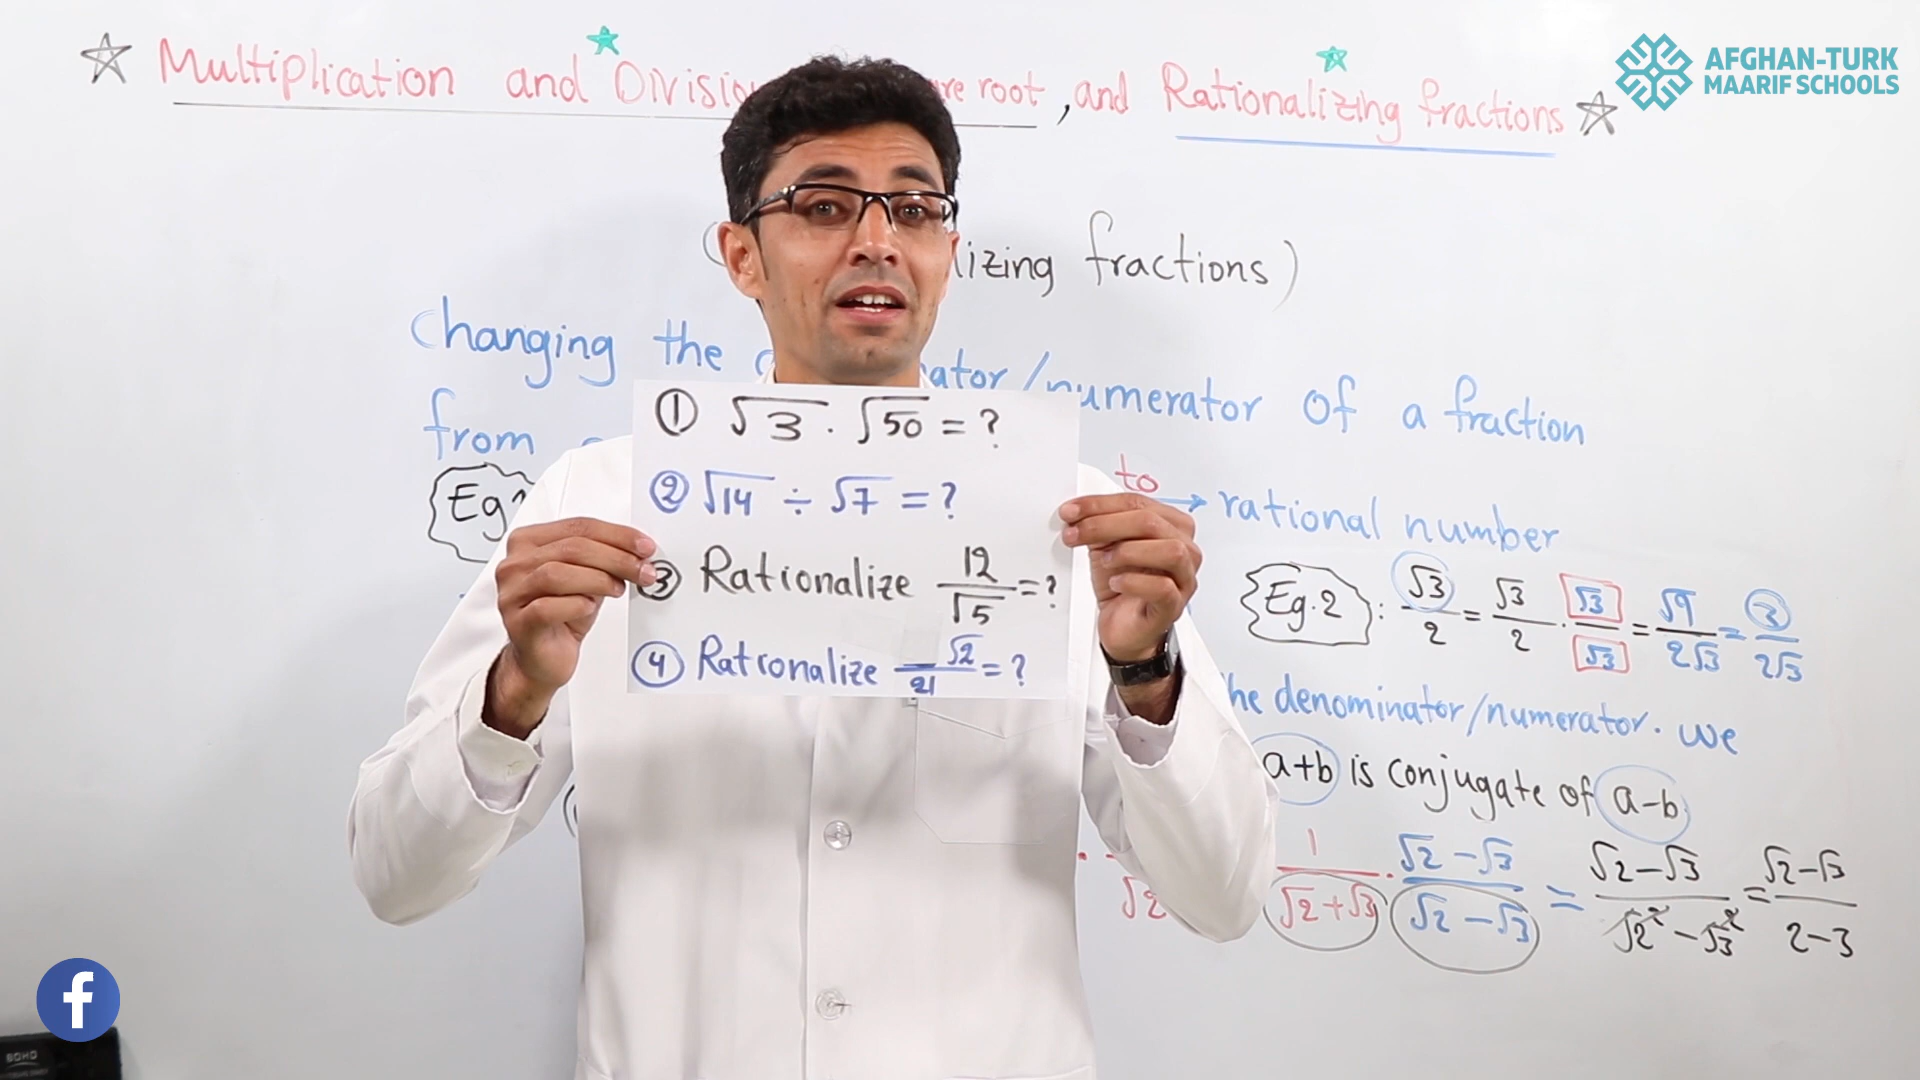 Multiplication and Divisio re root, and Rationalizing fractions
AFGHAN-TURK
MAARIF SCHOOLS
lizing fractions)
changing the ator/numerator of a fraction
from
to
rational number
Eg
① √3 . √50 = ?
② √14 ÷ √7 = ?
③ Rationalize 12/√5 = ?
④ Rationalize √2/21 = ?
Eg.2 : √3/2 = √3/2 . √3/√3 = √9/2√3 = 3/2√3
he denominator/numerator. we
a+b is conjugate of a-b
√2
1/(√2+√3) . (√2-√3)/(√2-√3) = (√2-√3)/(√2² - √3²) = (√2-√3)/(2-3)
f